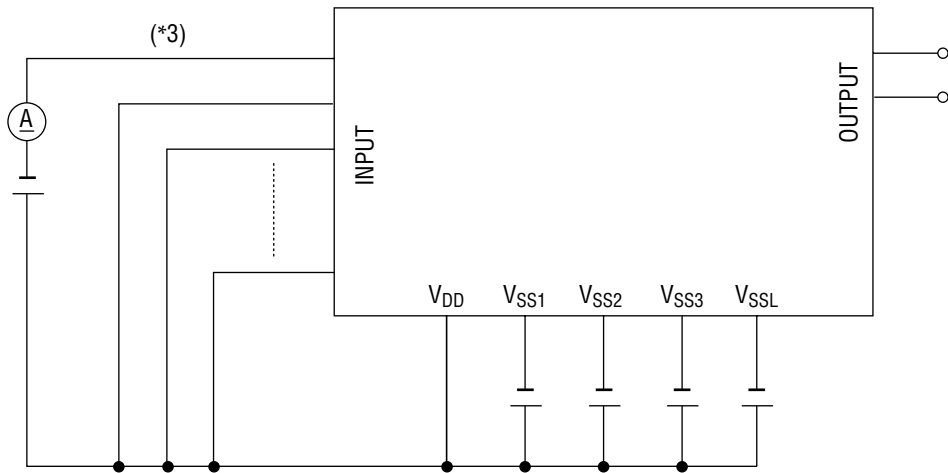 (*3)
A
INPUT
OUTPUT
VDD VSS1 VSS2 VSS3 VSSL